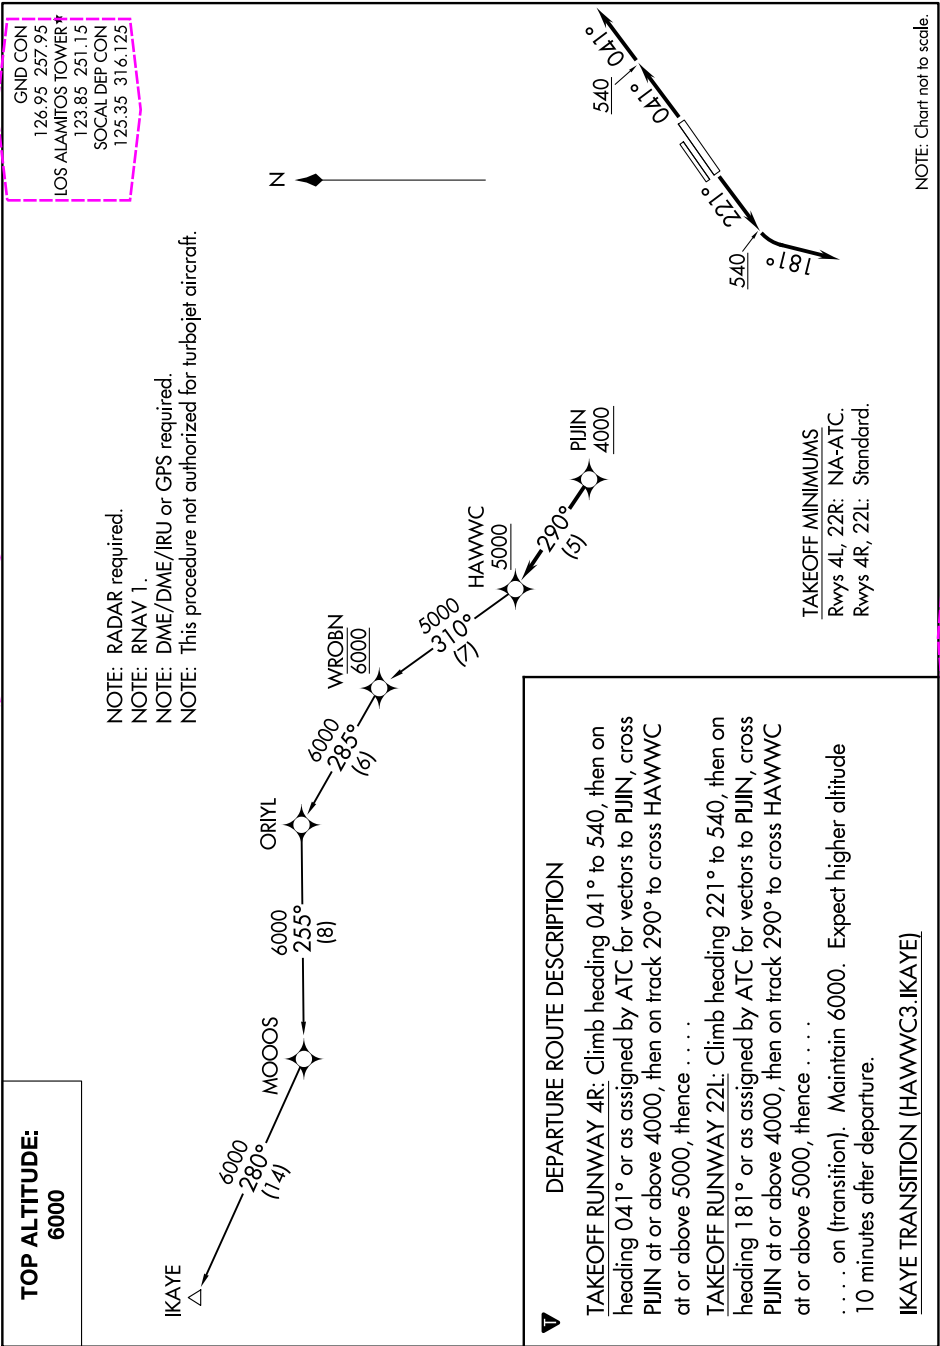 TOP ALTITUDE:
6000
GND CON
126.95 257.95
LOS ALAMITOS TOWER★
123.85 251.15
SOCAL DEP CON
125.35 316.125
NOTE: RADAR required.
NOTE: RNAV 1.
NOTE: DME/DME/IRU or GPS required.
NOTE: This procedure not authorized for turbojet aircraft.
N
IKAYE
6000
280°
(14)
MOOOS
6000
255°
(8)
ORIYL
6000
285°
(6)
WROBN
6000
5000
310°
(7)
HAWWC
5000
290°
(5)
PIJIN
4000
041°
540
041°
221°
540
181°
TAKEOFF MINIMUMS
Rwys 4L, 22R: NA-ATC.
Rwys 4R, 22L: Standard.
NOTE: Chart not to scale.
T
DEPARTURE ROUTE DESCRIPTION
TAKEOFF RUNWAY 4R: Climb heading 041° to 540, then on
heading 041° or as assigned by ATC for vectors to PIJIN, cross
PIJIN at or above 4000, then on track 290° to cross HAWWC
at or above 5000, thence . . . .
TAKEOFF RUNWAY 22L: Climb heading 221° to 540, then on
heading 181° or as assigned by ATC for vectors to PIJIN, cross
PIJIN at or above 4000, then on track 290° to cross HAWWC
at or above 5000, thence . . . .
. . . . on (transition). Maintain 6000. Expect higher altitude
10 minutes after departure.
IKAYE TRANSITION (HAWWC3.IKAYE)